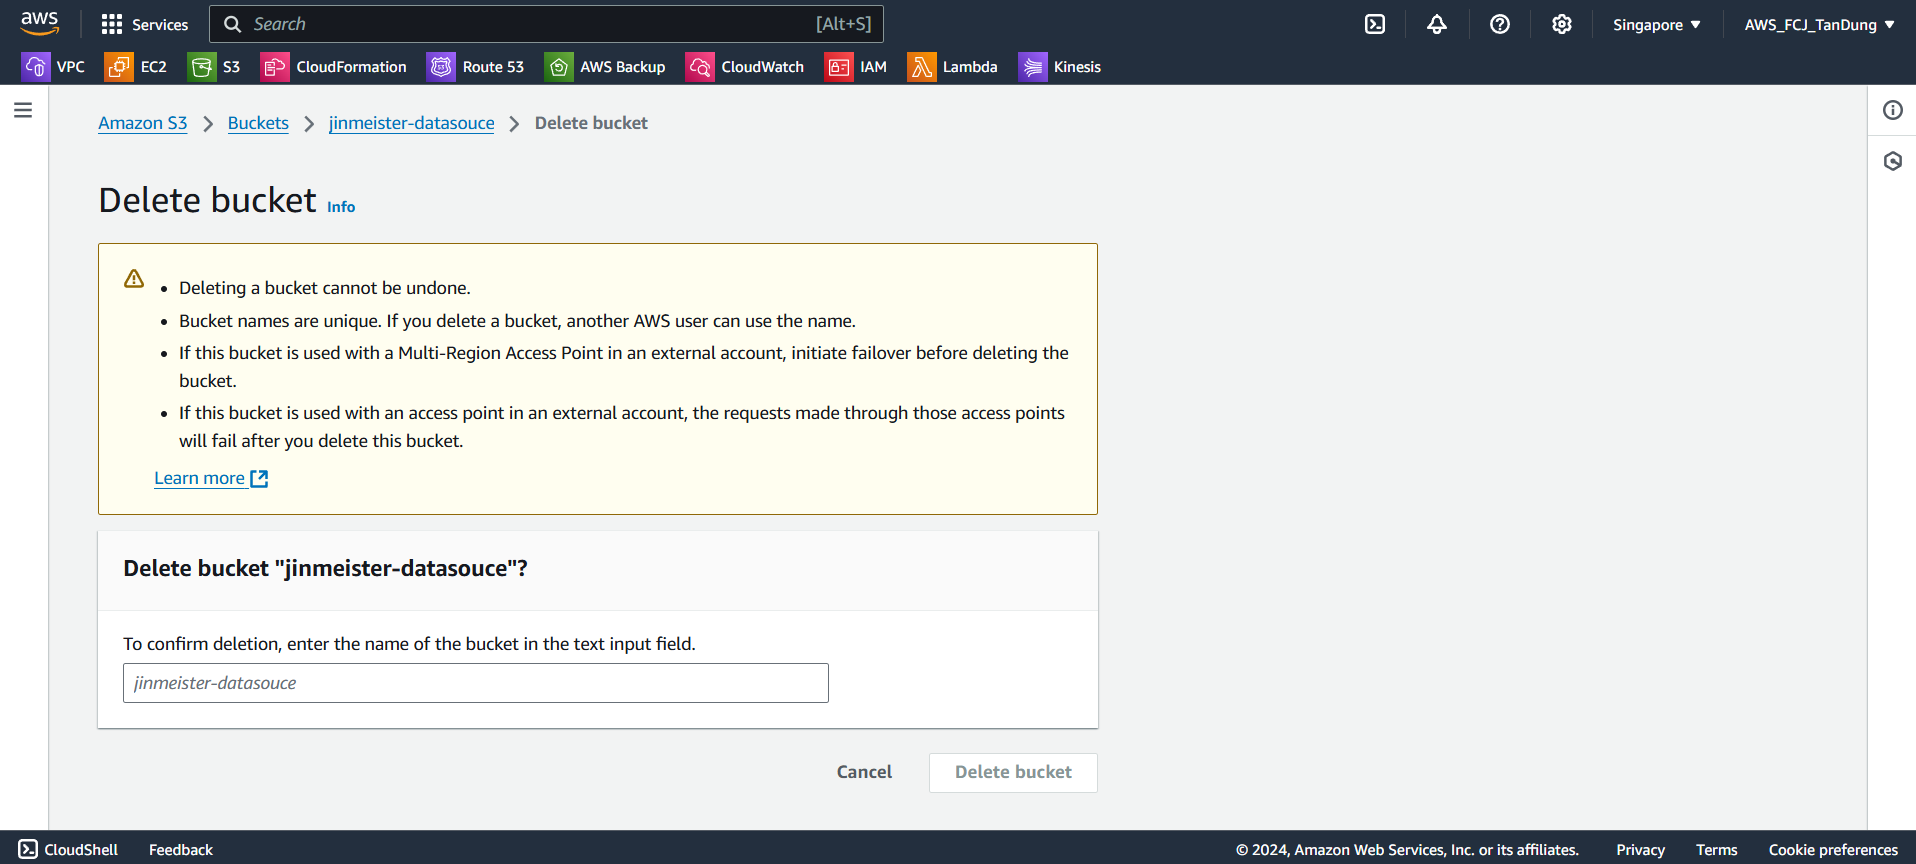 aws Services Search [Alt+S] Singapore AWS_FCJ_TanDung
VPC EC2 S3 CloudFormation Route 53 AWS Backup CloudWatch IAM Lambda Kinesis
Amazon S3 Buckets jinmeister-datasouce Delete bucket
Delete bucket Info
Deleting a bucket cannot be undone.
Bucket names are unique. If you delete a bucket, another AWS user can use the name.
If this bucket is used with a Multi-Region Access Point in an external account, initiate failover before deleting the
bucket.
If this bucket is used with an access point in an external account, the requests made through those access points
will fail after you delete this bucket.
Learn more
Delete bucket "jinmeister-datasouce"?
To confirm deletion, enter the name of the bucket in the text input field.
jinmeister-datasouce
Cancel Delete bucket
CloudShell Feedback © 2024, Amazon Web Services, Inc. or its affiliates. Privacy Terms Cookie preferences